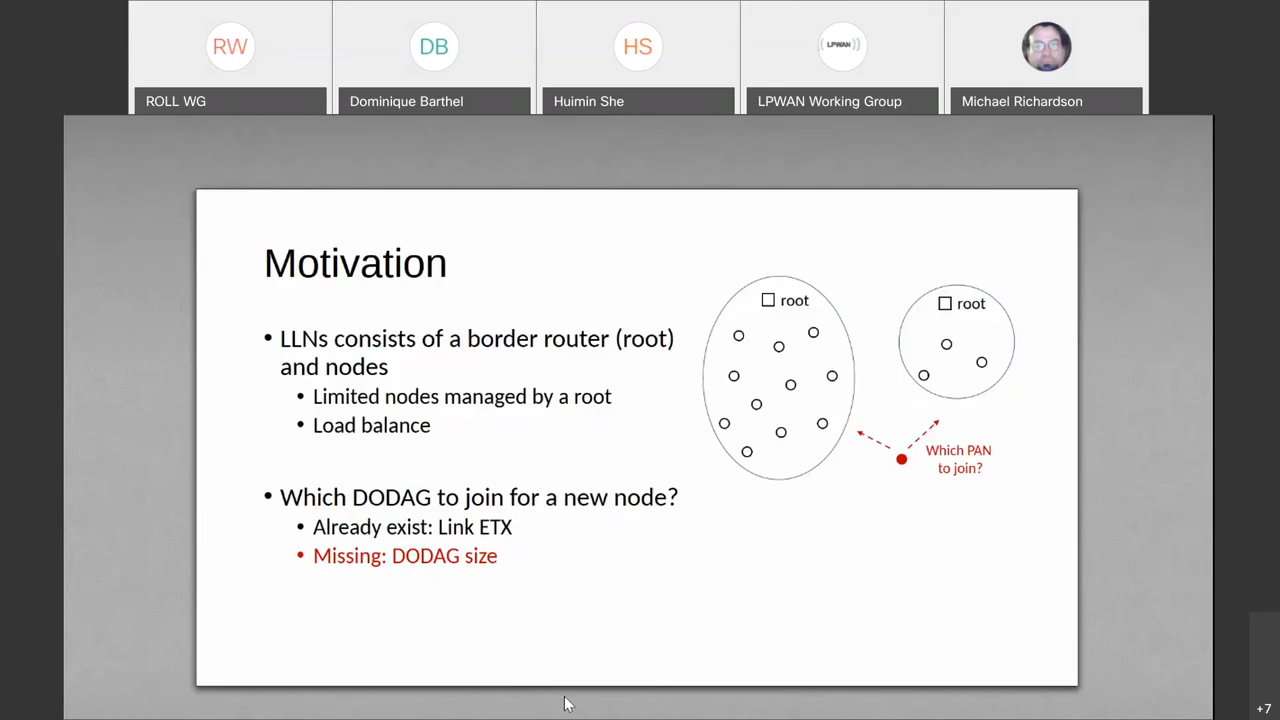 RW
DB
HS
LPWAN
ROLL WG
Dominique Barthel
Huimin She
LPWAN Working Group
Michael Richardson
Motivation
• LLNs consists of a border router (root)
and nodes
• Limited nodes managed by a root
• Load balance
• Which DODAG to join for a new node?
• Already exist: Link ETX
• Missing: DODAG size
root
root
Which PAN
to join?
+7